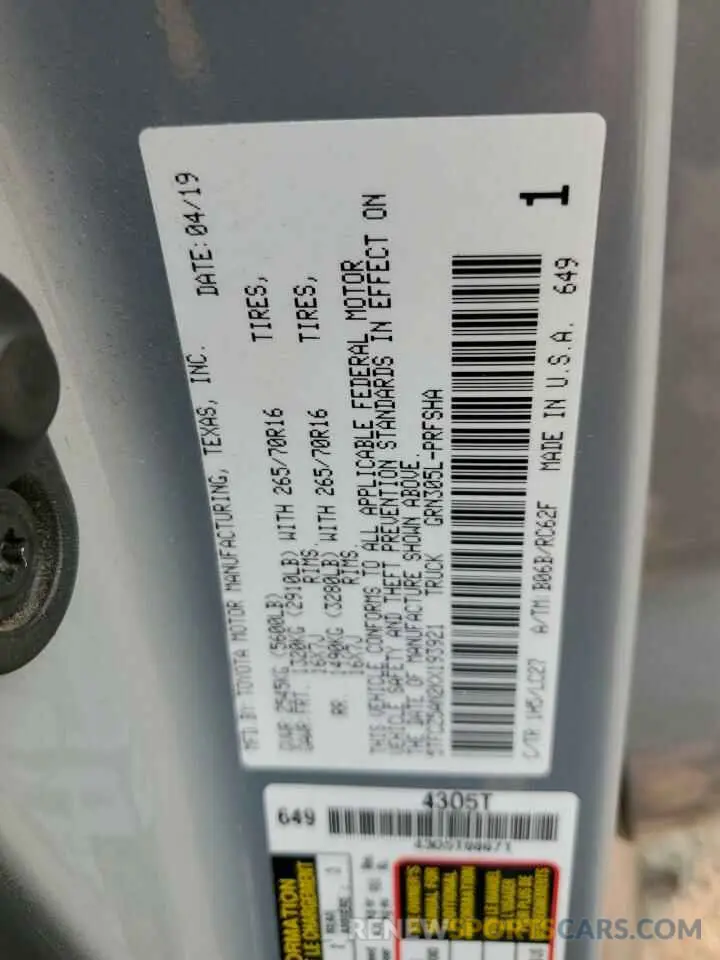 MFD BY TOYOTA MOTOR MANUFACTURING, TEXAS, INC. DATE: 04/19
GVWR 2545KG (5600LB)
GAWR: FRT. 1320KG (2910LB) WITH 265/70R16 TIRES,
16X7J RIMS,
RR. 1490KG (3280LB) WITH 265/70R16 TIRES,
16X7J RIMS.
THIS VEHICLE CONFORMS TO ALL APPLICABLE FEDERAL MOTOR
VEHICLE SAFETY AND THEFT PREVENTION STANDARDS IN EFFECT ON
THE DATE OF MANUFACTURE SHOWN ABOVE.
TRUCK GRN305L-PRFSHA
C/TR 1H5/LC27 A/TM B06B/RC62F MADE IN U.S.A. 649
1
649 4305T
RENEWSPORTSCARS.COM